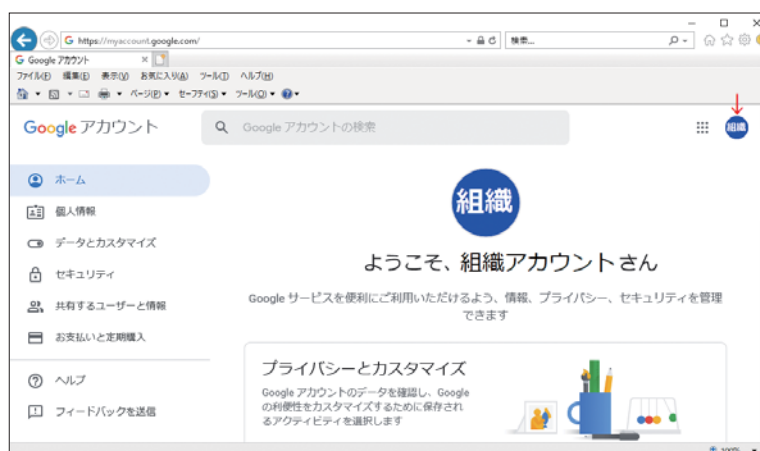 https://myaccount.google.com/
検索...
Google アカウント
ファイル(F) 編集(E) 表示(V) お気に入り(A) ツール(T) ヘルプ(H)
ページ(P) セーフティ(S) ツール(O)
Google アカウント
Google アカウントの検索
組織
ホーム
個人情報
データとカスタマイズ
セキュリティ
共有するユーザーと情報
お支払いと定期購入
ヘルプ
フィードバックを送信
組織
ようこそ、組織アカウントさん
Google サービスを便利にご利用いただけるよう、情報、プライバシー、セキュリティを管理
できます
プライバシーとカスタマイズ
Google アカウントのデータを確認し、Google
の利便性をカスタマイズするために保存され
るアクティビティを選択します
100%